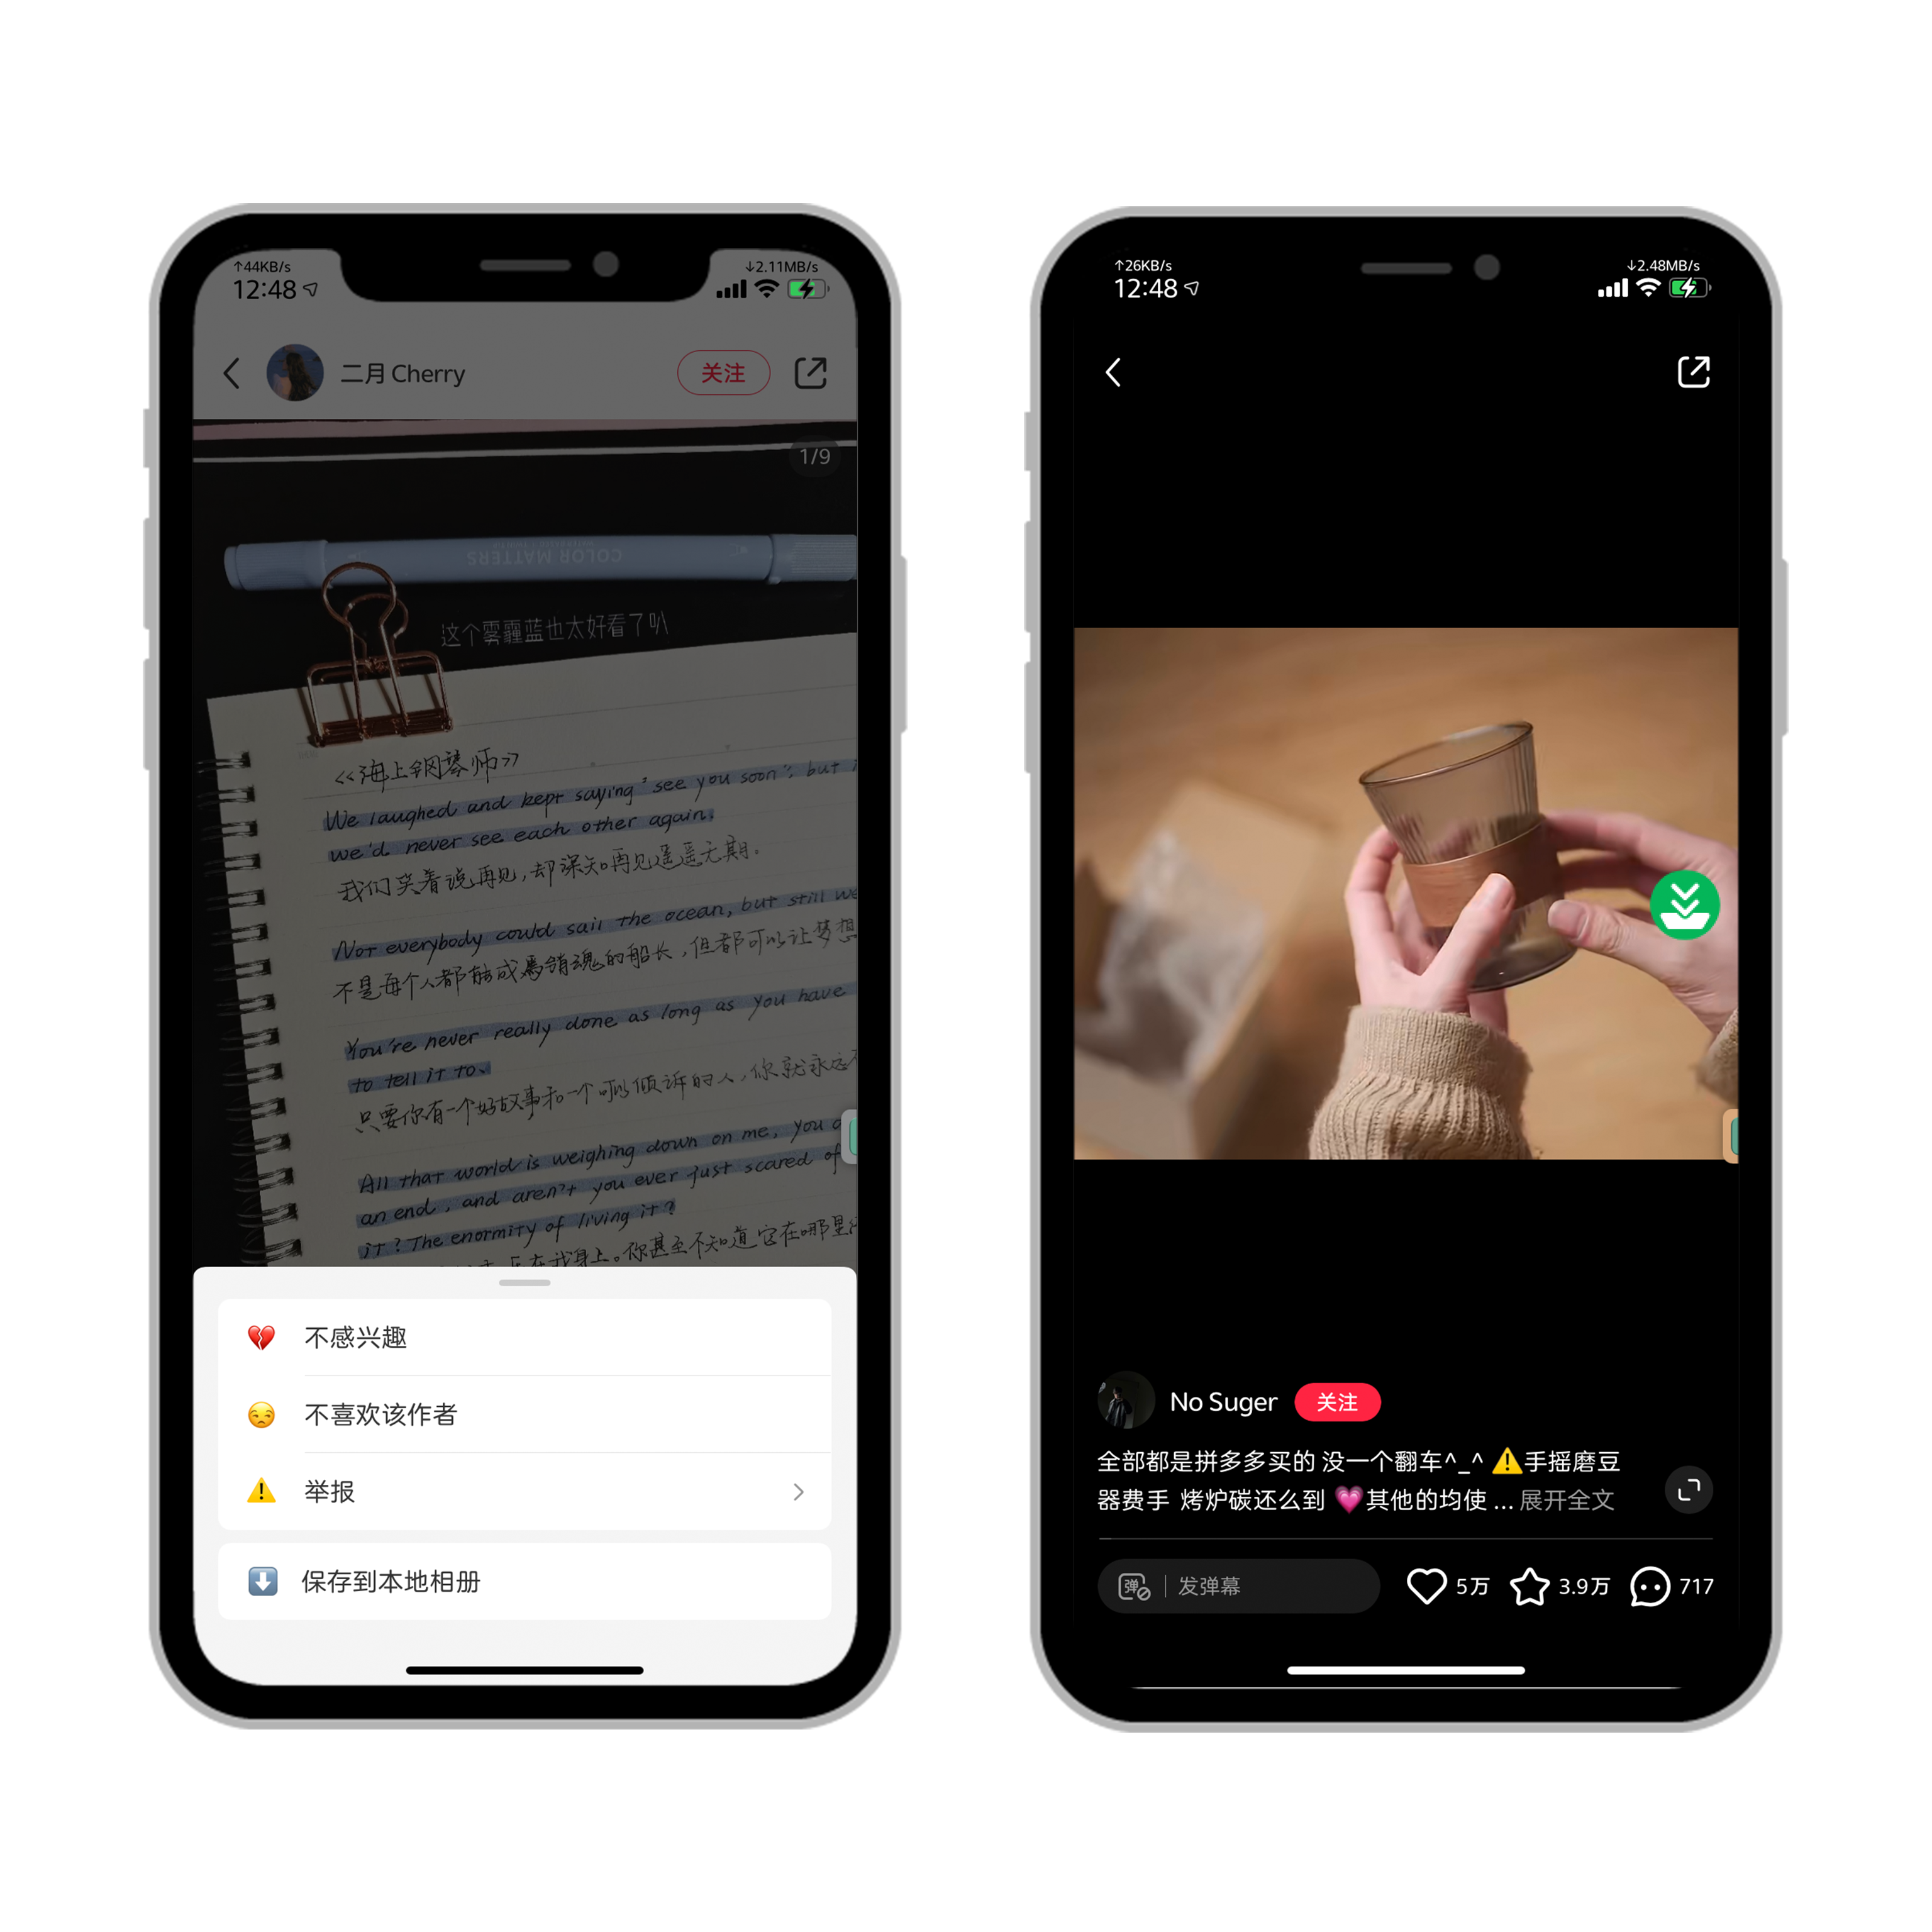 ↑44KB/s
↓2.11MB/s
12:48
二月 Cherry
关注
1/9
COLOR MATTERS
这个雾霾蓝也太好看了叭
<<海上钢琴师>>
We laughed and kept saying "see you soon", but i
we'd never see each other again.
我们笑着说再见,却深知再见遥遥无期。
Not everybody could sail the ocean, but still we
不是每个人都能成为销魂的船长,但都可以让梦想
You're never really done as long as you have
to tell it to.
只要你有一个好故事和一个可以倾诉的人,你就永远不
All that world is weighing down on me, you d
an end, and aren't you ever just scared of
it? The enormity of living it?
压在我身上。你甚至不知道它在哪里
不感兴趣
不喜欢该作者
举报
保存到本地相册
↑26KB/s
↓2.48MB/s
12:48
No Suger
关注
全部都是拼多多买的 没一个翻车^_^ ⚠️手摇磨豆
器费手 烤炉碳还么到 💗其他的均使 ... 展开全文
弹
发弹幕
5万
3.9万
717